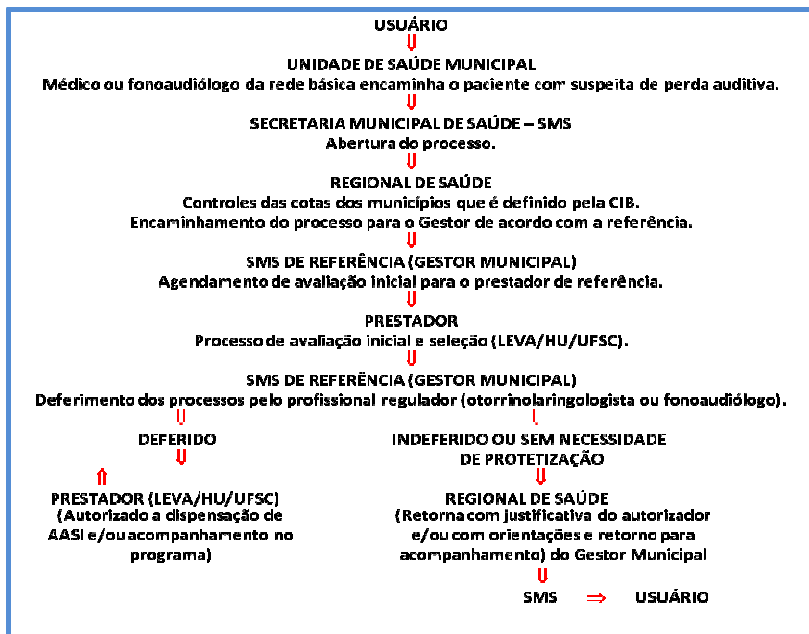 USUÁRIO
UNIDADE DE SAÚDE MUNICIPAL
Médico ou fonoaudiólogo da rede básica encaminha o paciente com suspeita de perda auditiva.
SECRETARIA MUNICIPAL DE SAÚDE – SMS
Abertura do processo.
REGIONAL DE SAÚDE
Controles das cotas dos municípios que é definido pela CIB.
Encaminhamento do processo para o Gestor de acordo com a referência.
SMS DE REFERÊNCIA (GESTOR MUNICIPAL)
Agendamento de avaliação inicial para o prestador de referência.
PRESTADOR
Processo de avaliação inicial e seleção (LEVA/HU/UFSC).
SMS DE REFERÊNCIA (GESTOR MUNICIPAL)
Deferimento dos processos pelo profissional regulador (otorrinolaringologista ou fonoaudiólogo).
DEFERIDO
PRESTADOR (LEVA/HU/UFSC)
(Autorizado a dispensação de
AASI e/ou acompanhamento no
programa)
INDEFERIDO OU SEM NECESSIDADE
DE PROTETIZAÇÃO
REGIONAL DE SAÚDE
(Retorna com justificativa do autorizador
e/ou com orientações e retorno para
acompanhamento) do Gestor Municipal
SMS ⇒ USUÁRIO